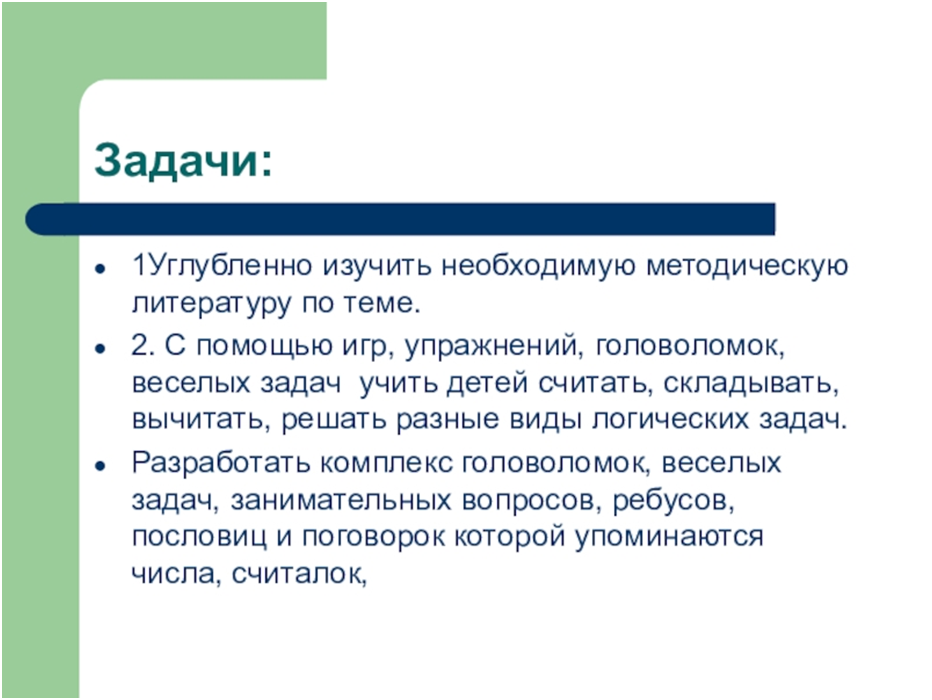 Задачи:
1Углубленно изучить необходимую методическую
литературу по теме.
2. С помощью игр, упражнений, головоломок,
веселых задач  учить детей считать, складывать,
вычитать, решать разные виды логических задач.
Разработать комплекс головоломок, веселых
задач, занимательных вопросов, ребусов,
пословиц и поговорок которой упоминаются
числа, считалок,